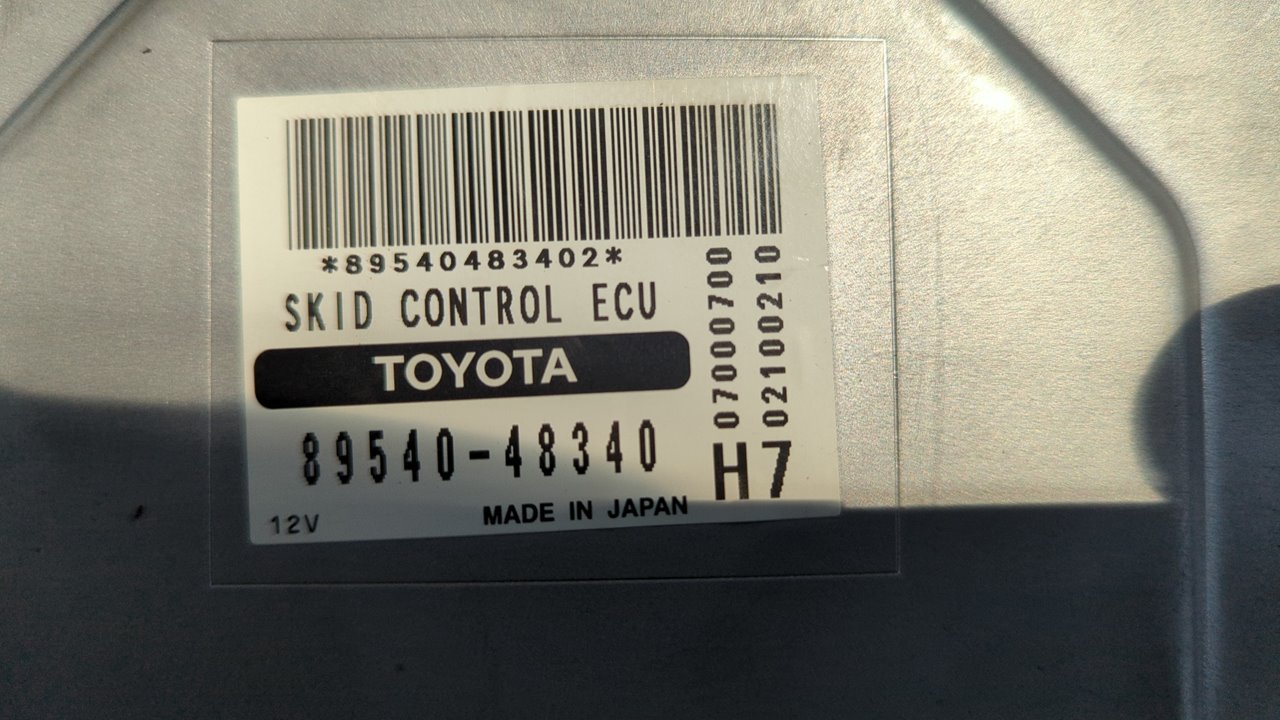 *89540483402*
SKID CONTROL ECU
TOYOTA
89540-48340
12V
MADE IN JAPAN
07000700
02100210
H7